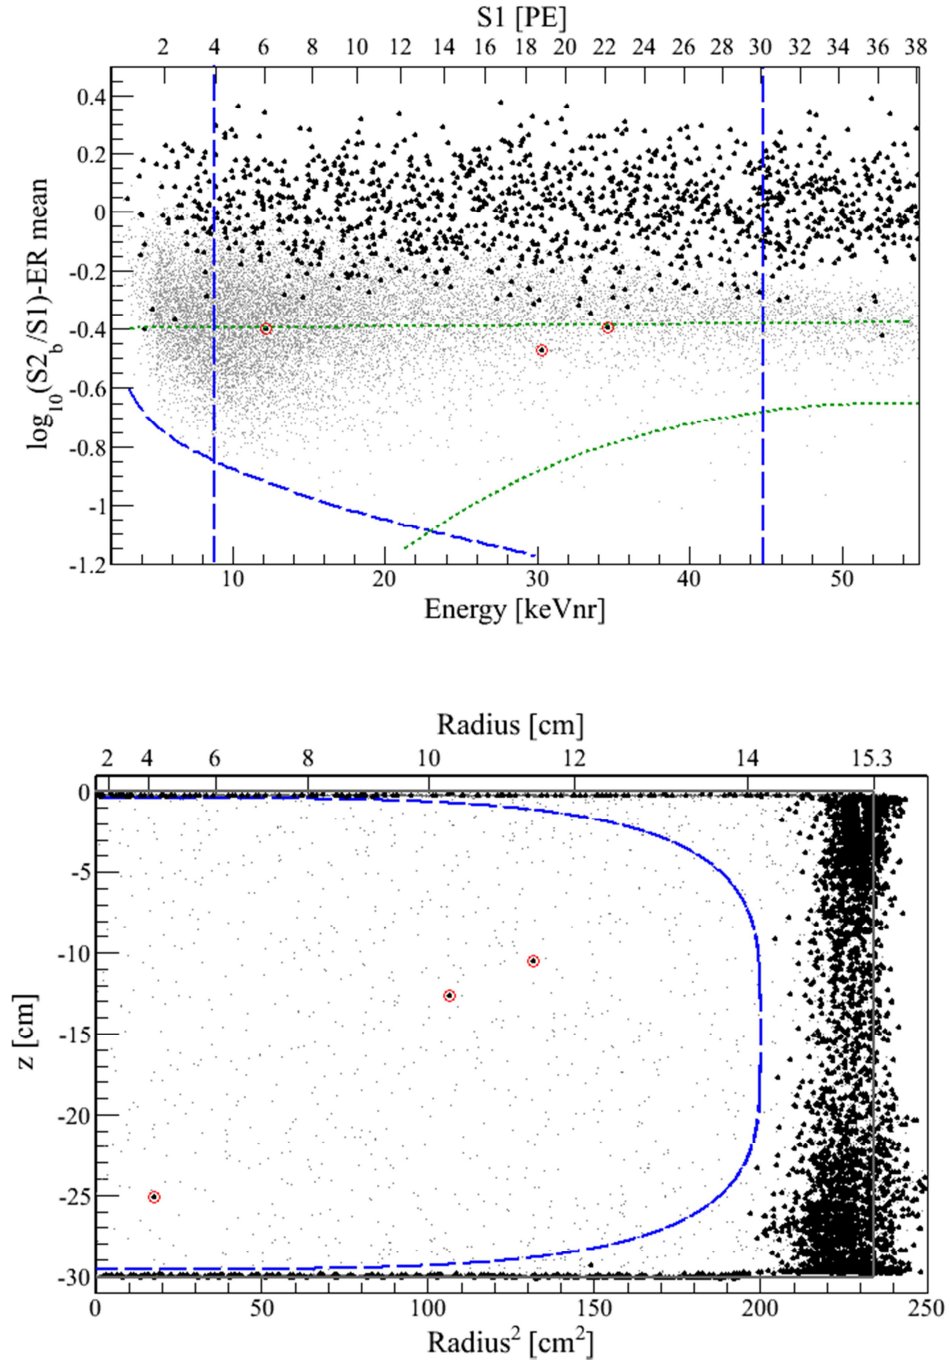 S1 [PE]
2 4 6 8 10 12 14 16 18 20 22 24 26 28 30 32 34 36 38
0.4
0.2
0
-0.2
-0.4
-0.6
-0.8
-1
-1.2
log10(S2b/S1)-ER mean
10 20 30 40 50
Energy [keVnr]
Radius [cm]
2 4 6 8 10 12 14 15.3
0
-5
-10
-15
-20
-25
-30
z [cm]
0 50 100 150 200 250
Radius² [cm²]